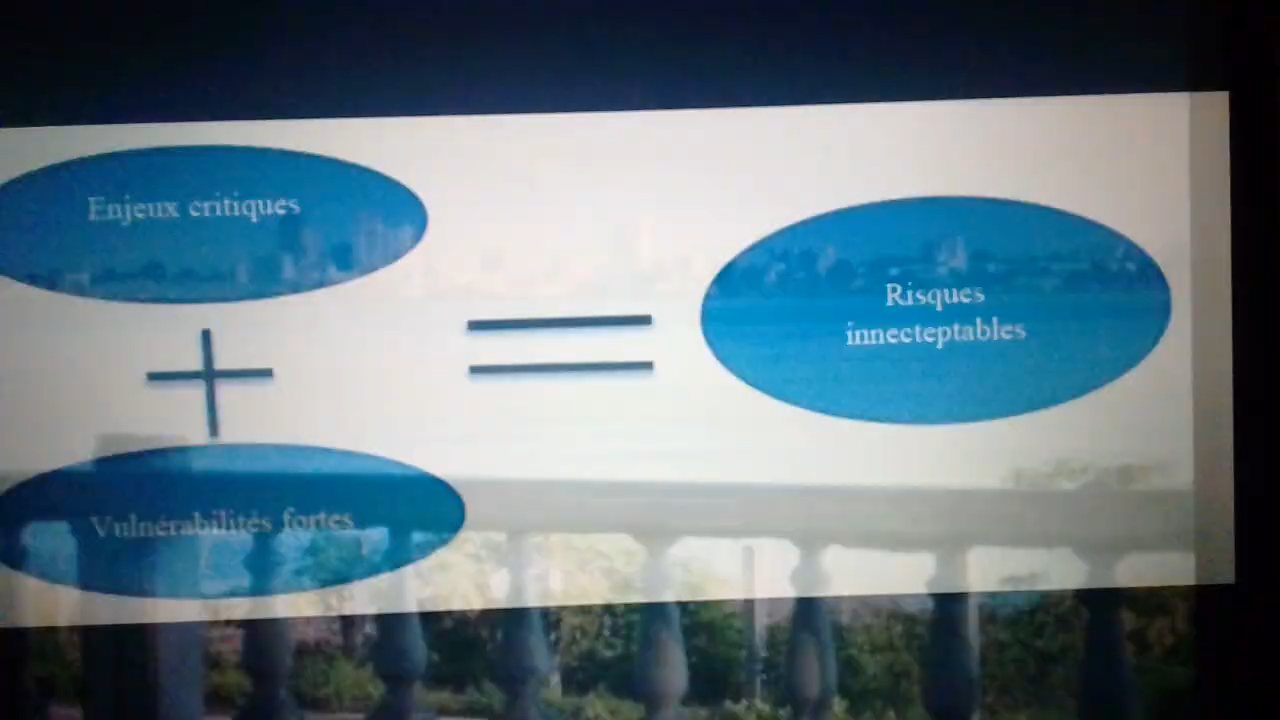 Enjeux critiques
+
=
Risques
innecteptables
Vulnérabilités fortes